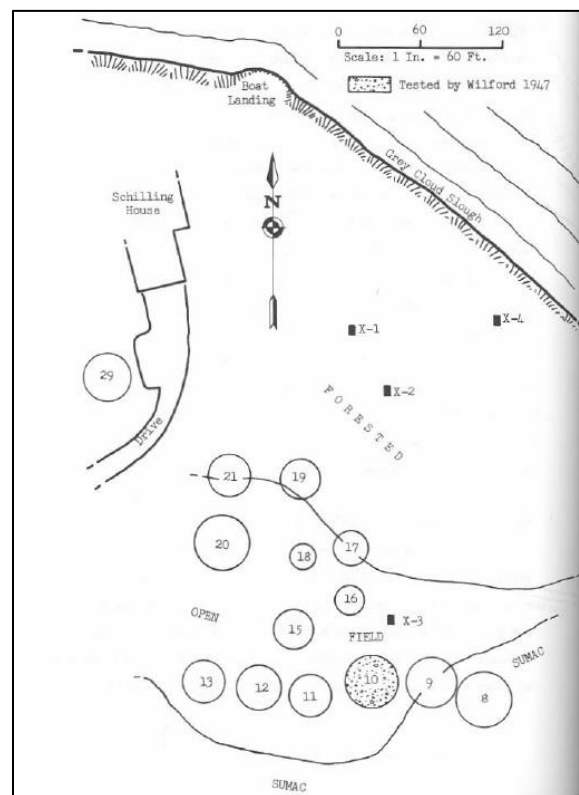 0 60 120
Scale: 1 In. = 60 Ft.
Tested by Wilford 1947
Boat
Landing
Grey Cloud Slough
Schilling
House
N
X-4
X-1
29
X-2
FORESTED
Drive
21
19
20
18
17
16
OPEN
15
X-3
FIELD
SUMAC
13
12
11
10
9
8
SUMAC